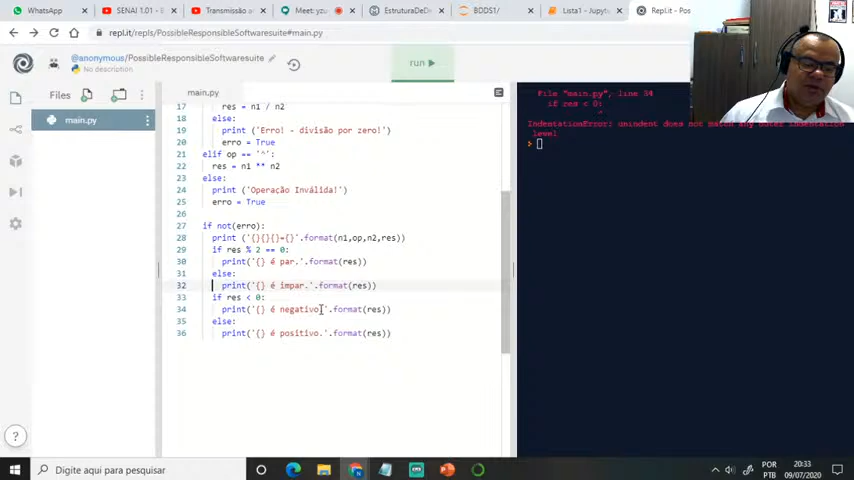 WhatsApp
SENAI 1.01 - E
Transmissão a
Meet: yzu
EstruturaDeDe
BDDS1/
Lista1 - Jupyte
Repl.it - Pos
repl.it/repls/PossibleResponsibleSoftwaresuite#main.py
@anonymous/PossibleResponsibleSoftwaresuite
No description
run
Files
main.py
main.py
17 res = n1 / n2
18 else:
19 print ('Erro! - divisão por zero!')
20 erro = True
21 elif op == '^':
22 res = n1 ** n2
23 else:
24 print ('Operação Inválida!')
25 erro = True
26
27 if not(erro):
28 print ('{}{}{}={}'.format(n1,op,n2,res))
29 if res % 2 == 0:
30 print('{} é par.'.format(res))
31 else:
32 print('{} é impar.'.format(res))
33 if res < 0:
34 print('{} é negativo.'.format(res))
35 else:
36 print('{} é positivo.'.format(res))
File "main.py", line 34
if res < 0:
^
IndentationError: unindent does not match any outer indentation
level
?
Digite aqui para pesquisar
POR
PTB
20:33
09/07/2020